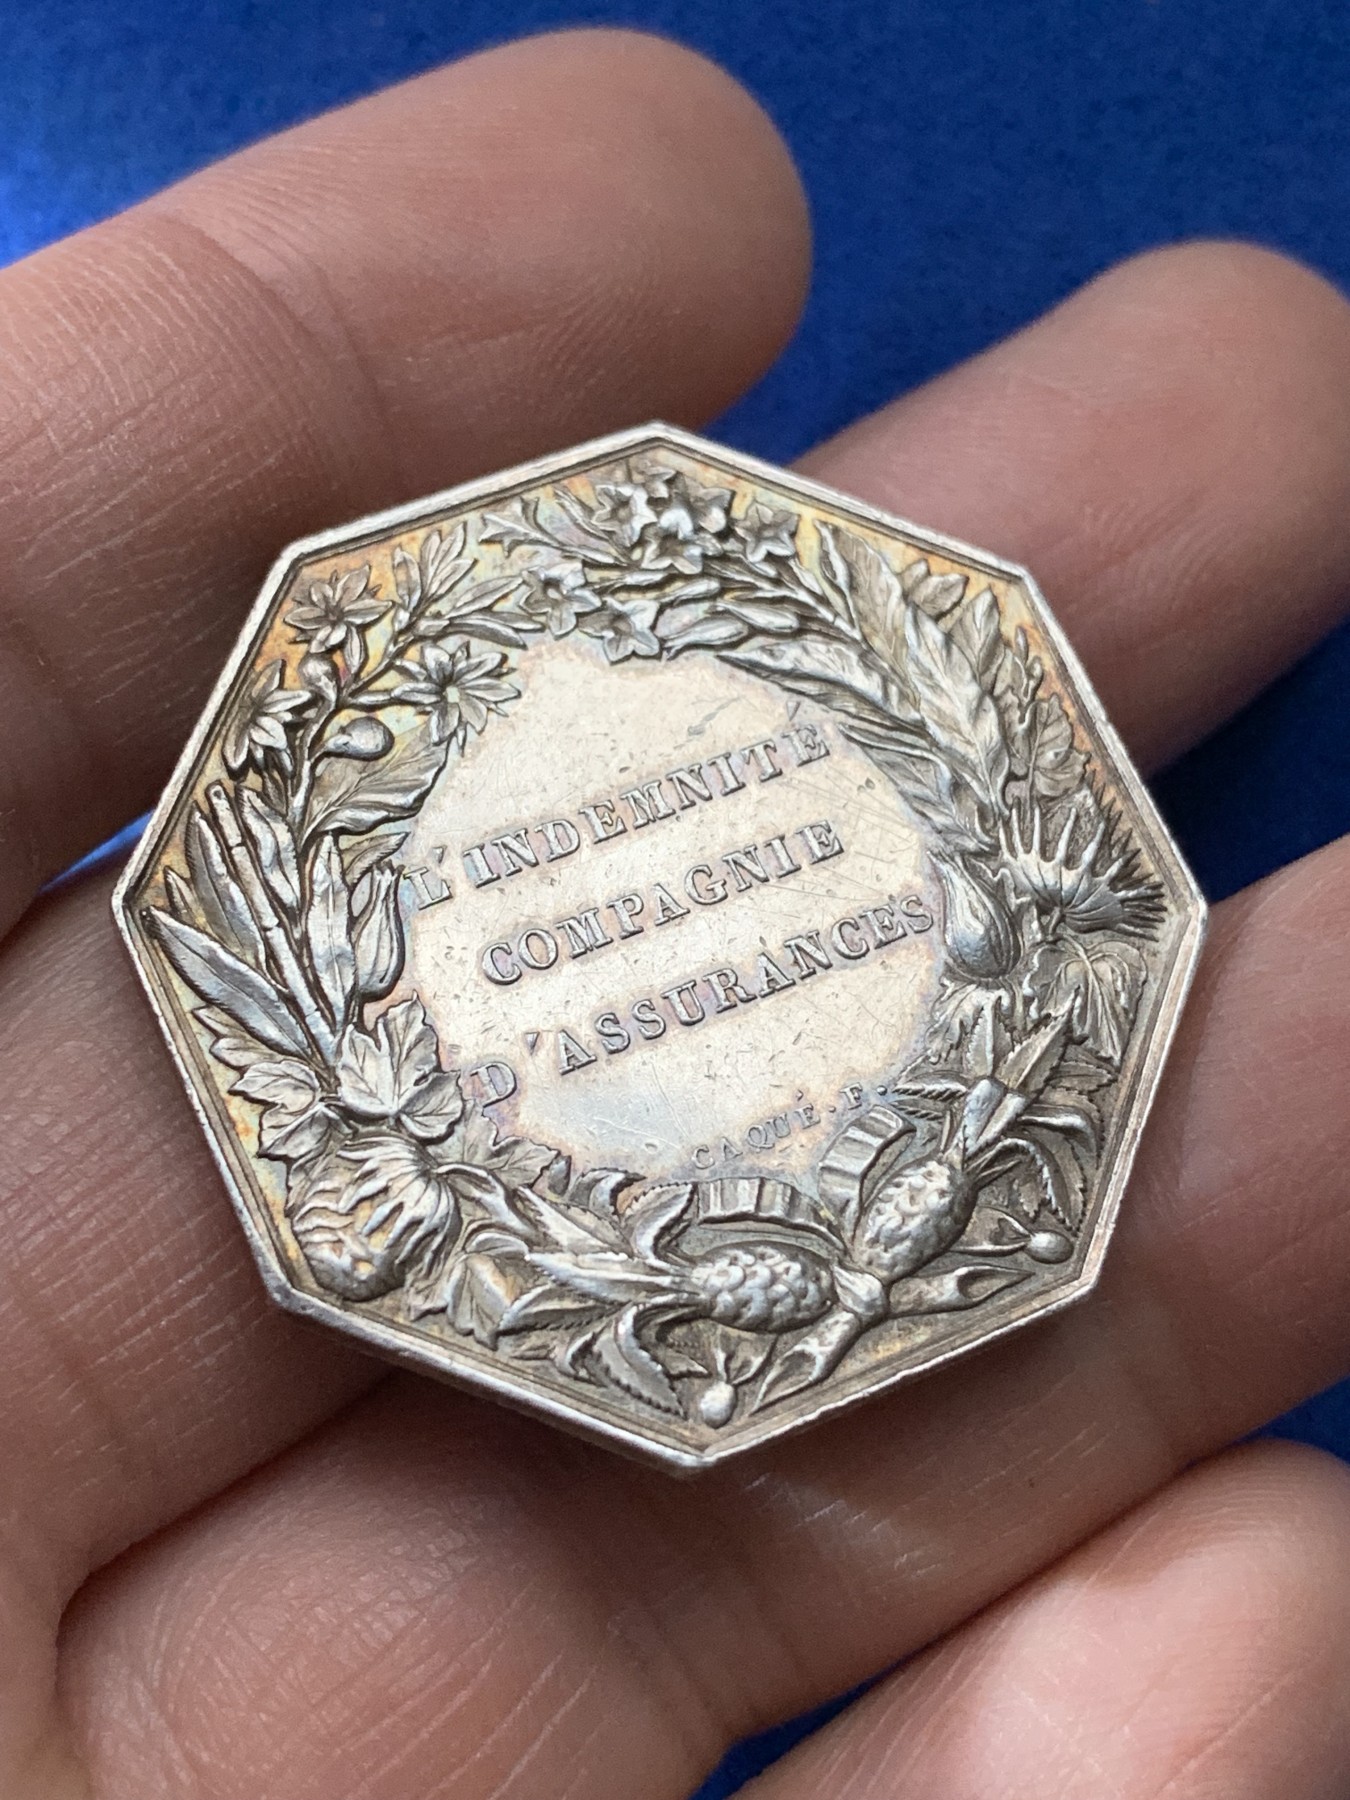 L'INDEMNITÉ
COMPAGNIE
D'ASSURANCES
CAQUÉ.F.